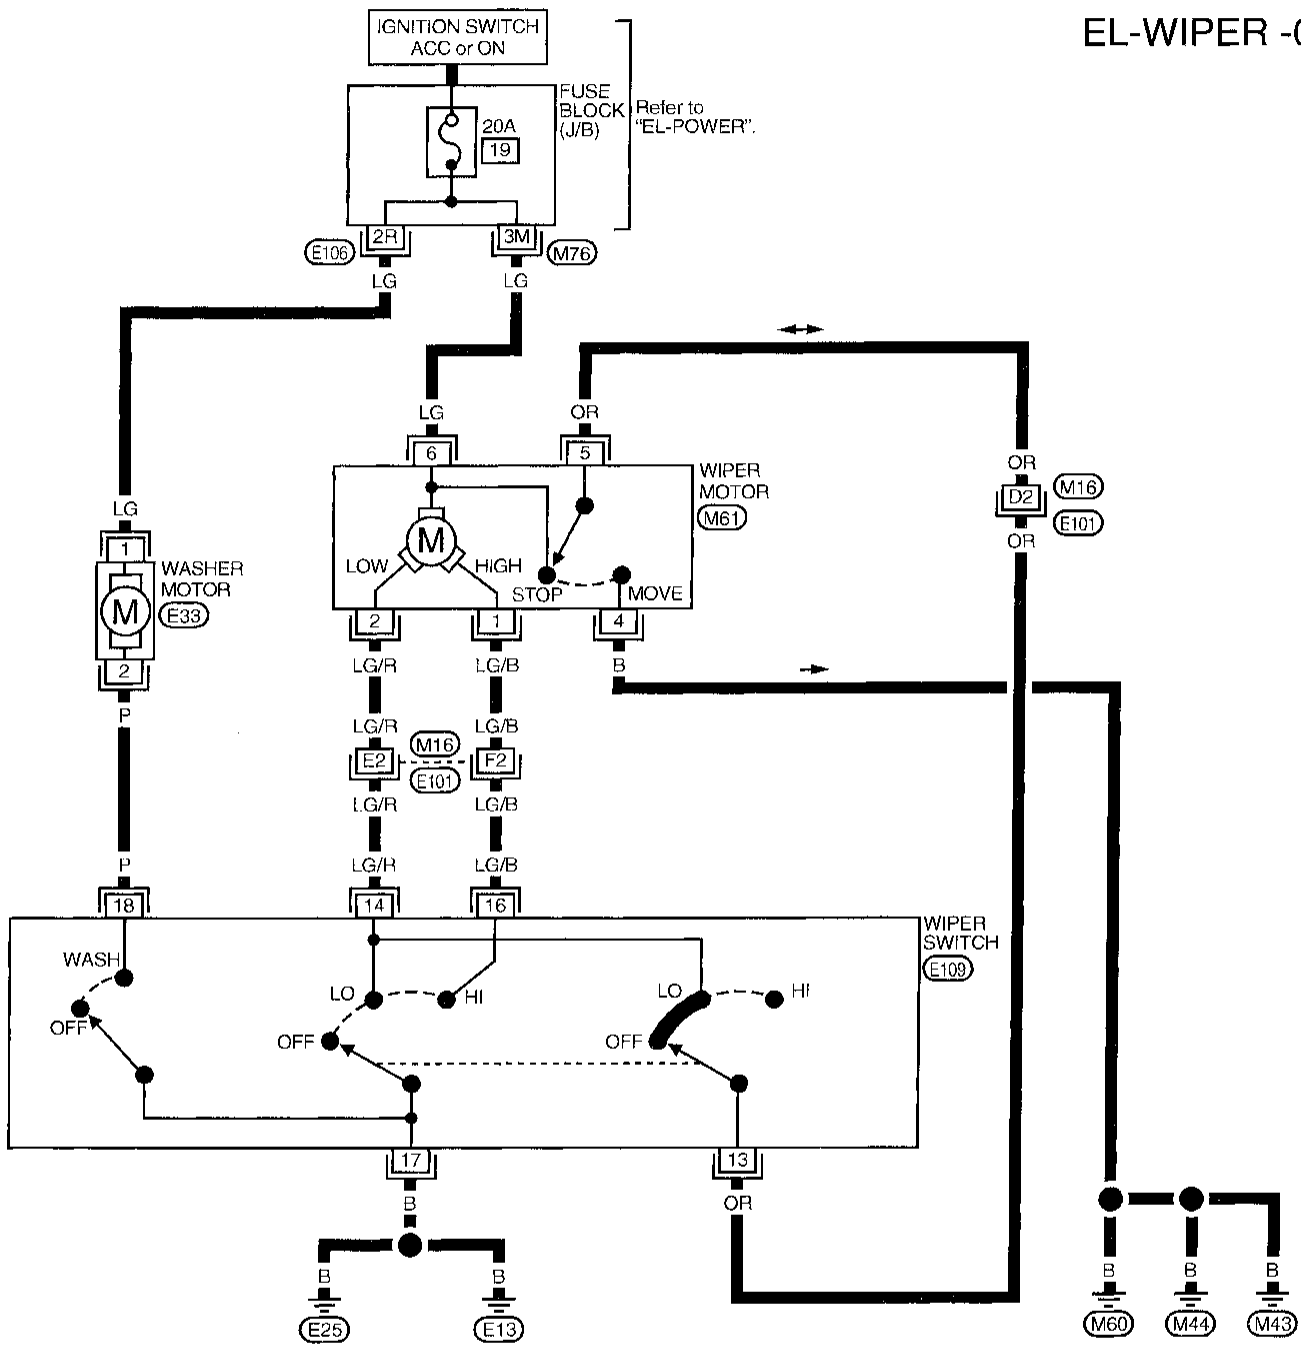 EL-WIPER -
IGNITION SWITCH
ACC or ON
FUSE
BLOCK
(J/B)
Refer to
"EL-POWER".
20A
19
2R
3M
E106
M76
LG
LG
LG
OR
6
5
WIPER
MOTOR
M61
OR
D2
M16
E101
OR
LG
1
WASHER
MOTOR
E33
M
2
P
M
LOW
HIGH
STOP
MOVE
2
1
4
LG/R
LG/B
B
LG/R
LG/B
E2
M16
F2
E101
LG/R
LG/B
P
LG/R
LG/B
18
14
16
WIPER
SWITCH
E109
WASH
OFF
LO
HI
OFF
LO
HI
OFF
17
13
B
OR
B
B
E25
E13
B
B
B
M60
M44
M43